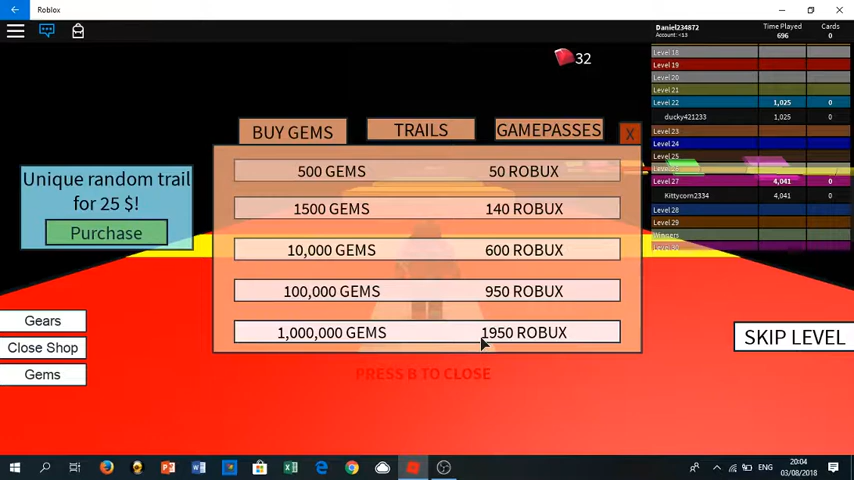 Roblox
Daniel234872
Account: <13
Time Played
696
Cards
0
32
Level 18
Level 19
Level 20
Level 21
Level 22 1,025 0
ducky421233 1,025 0
Level 23
Level 24
Level 25
Level 27 4,041 0
Kittycorn2334 4,041 0
Level 28
Level 29
Winners
Level 30
BUY GEMS
TRAILS
GAMEPASSES
X
500 GEMS 50 ROBUX
1500 GEMS 140 ROBUX
10,000 GEMS 600 ROBUX
100,000 GEMS 950 ROBUX
1,000,000 GEMS 1950 ROBUX
PRESS B TO CLOSE
Unique random trail
for 25 $!
Purchase
Gears
Close Shop
Gems
SKIP LEVEL
ENG
20:04
03/08/2018